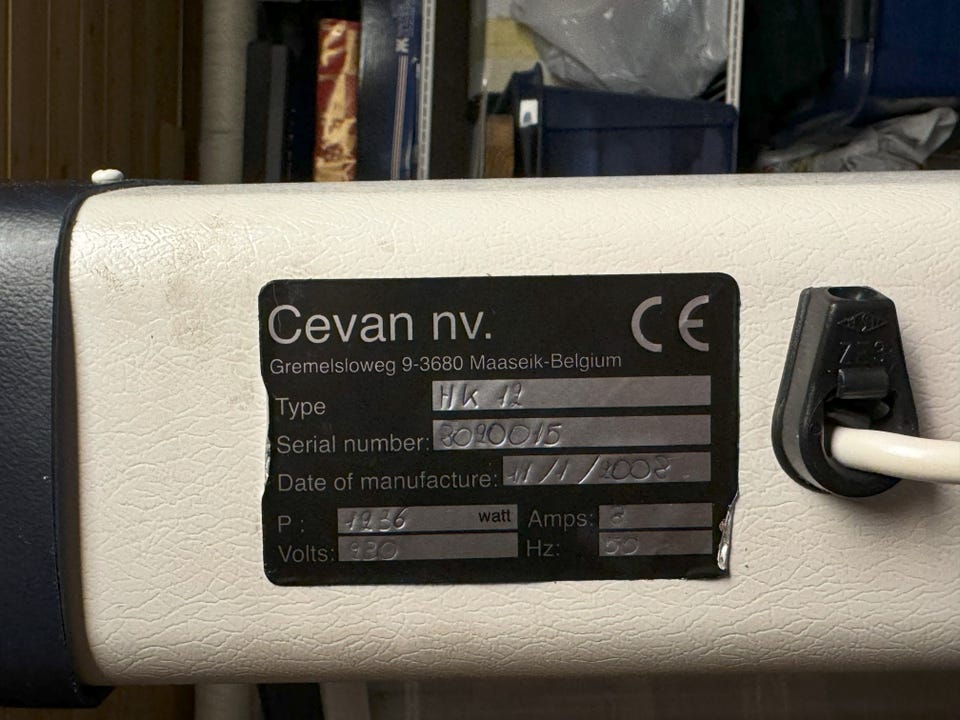 Cevan nv. CE
Gremelsloweg 9-3680 Maaseik-Belgium
Type HK 12
Serial number: 8020015
Date of manufacture: 11/1/2008
P: 1236 watt Amps:
Volts: 230 Hz: 50